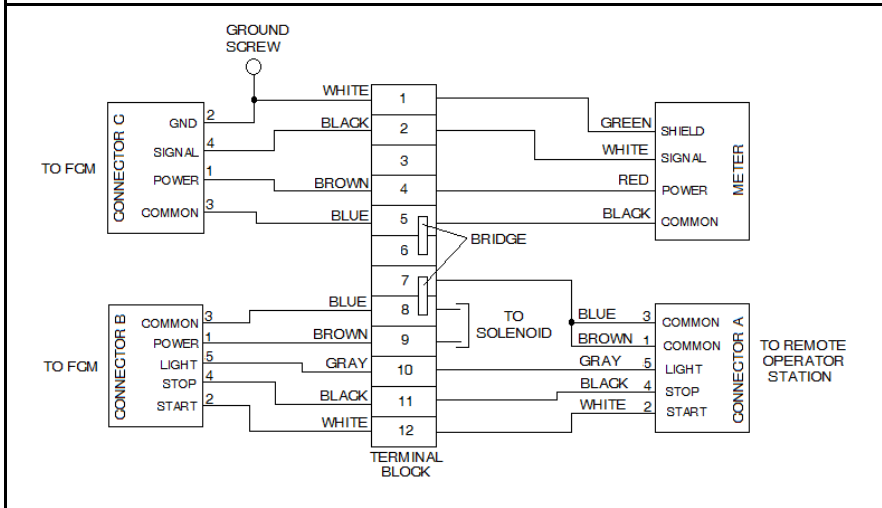 GROUND
SCREW
CONNECTOR C
TO FCM
GND 2
SIGNAL 4
POWER 1
COMMON 3
WHITE
BLACK
BROWN
BLUE
1
2
3
4
5
6
7
8
9
10
11
12
TERMINAL
BLOCK
BRIDGE
GREEN
WHITE
RED
BLACK
SHIELD
SIGNAL
POWER
COMMON
METER
CONNECTOR B
TO FCM
COMMON 3
POWER 1
LIGHT 5
STOP 4
START 2
BLUE
BROWN
GRAY
BLACK
WHITE
TO
SOLENOID
BLUE 3 COMMON
BROWN 1 COMMON
GRAY 5 LIGHT
BLACK 4 STOP
WHITE 2 START
CONNECTOR A
TO REMOTE
OPERATOR
STATION